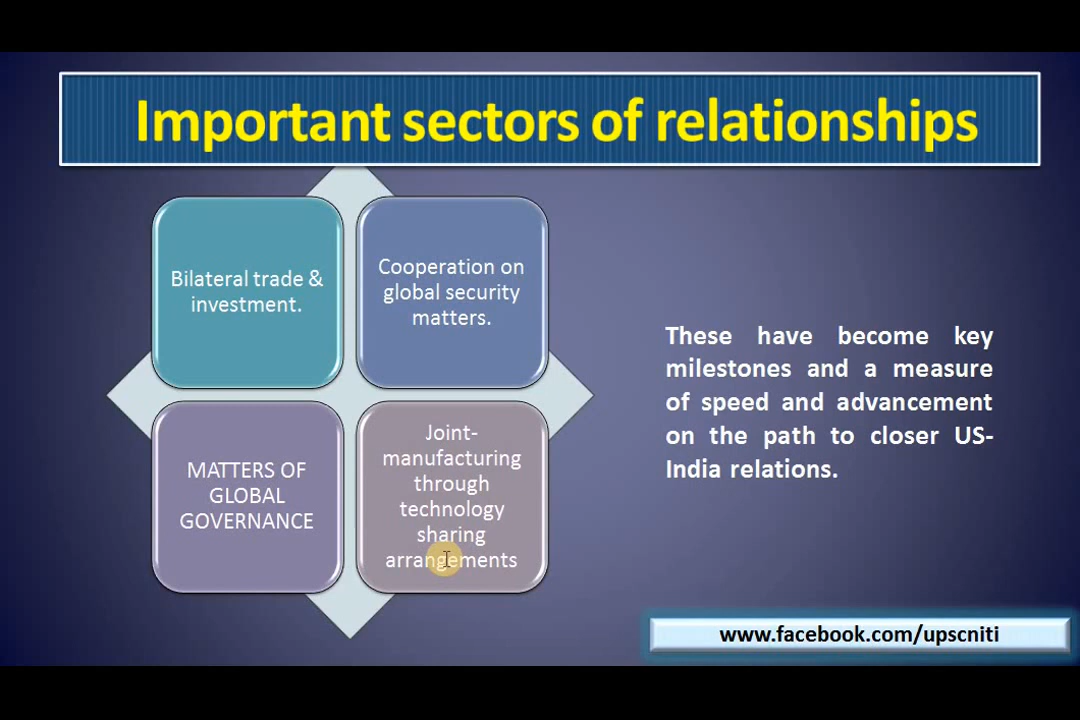 Important sectors of relationships
Bilateral trade &
investment.
Cooperation on
global security
matters.
MATTERS OF
GLOBAL
GOVERNANCE
Joint-
manufacturing
through
technology
sharing
arrangements
These have become key
milestones and a measure
of speed and advancement
on the path to closer US-
India relations.
www.facebook.com/upscniti